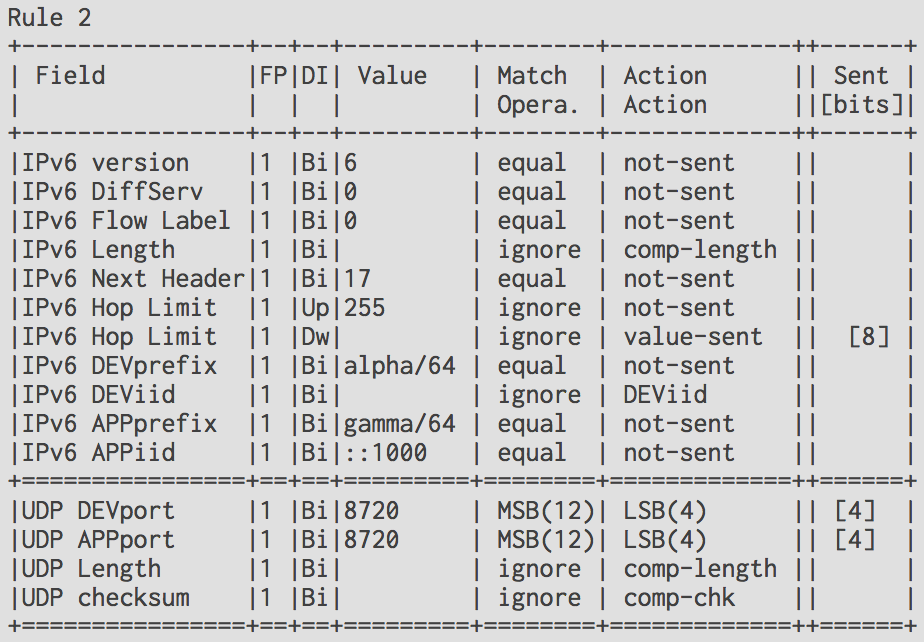 Rule 2
+----------------+--+--+---------+--------+-------------++------+
| Field          |FP|DI| Value   | Match  | Action      || Sent |
|                |  |  |         | Opera. | Action      ||[bits]|
+----------------+--+--+---------+--------+-------------++------+
|IPv6 version    |1 |Bi|6        | equal  | not-sent    ||      |
|IPv6 DiffServ   |1 |Bi|0        | equal  | not-sent    ||      |
|IPv6 Flow Label |1 |Bi|0        | equal  | not-sent    ||      |
|IPv6 Length     |1 |Bi|         | ignore | comp-length ||      |
|IPv6 Next Header|1 |Bi|17       | equal  | not-sent    ||      |
|IPv6 Hop Limit  |1 |Up|255      | ignore | not-sent    ||      |
|IPv6 Hop Limit  |1 |Dw|         | ignore | value-sent  ||  [8] |
|IPv6 DEVprefix  |1 |Bi|alpha/64 | equal  | not-sent    ||      |
|IPv6 DEViid     |1 |Bi|         | ignore | DEViid      ||      |
|IPv6 APPprefix  |1 |Bi|gamma/64 | equal  | not-sent    ||      |
|IPv6 APPiid     |1 |Bi|::1000   | equal  | not-sent    ||      |
+================+==+==+=========+========+=============++======+
|UDP DEVport     |1 |Bi|8720     | MSB(12)| LSB(4)      || [4]  |
|UDP APPport     |1 |Bi|8720     | MSB(12)| LSB(4)      || [4]  |
|UDP Length      |1 |Bi|         | ignore | comp-length ||      |
|UDP checksum    |1 |Bi|         | ignore | comp-chk    ||      |
+================+==+==+=========+========+=============++======+